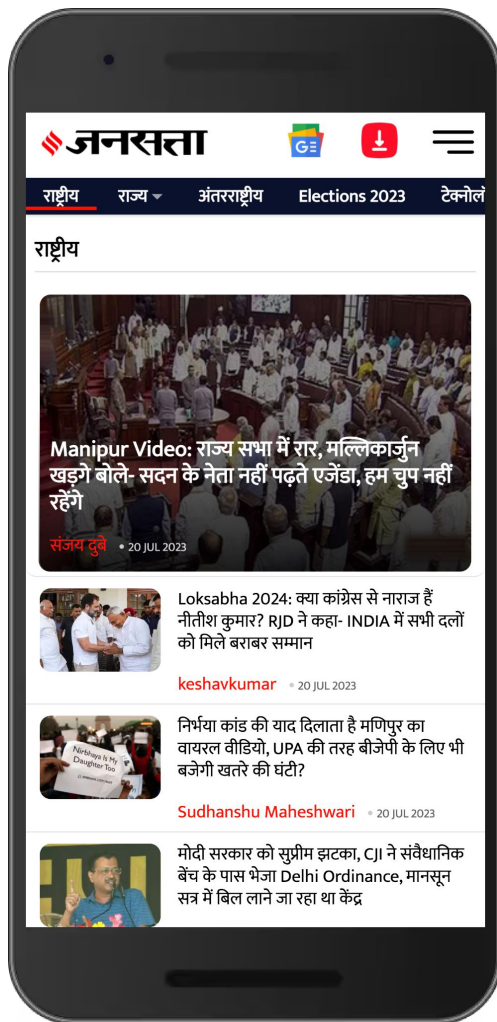 जनसत्ता
GE
राष्ट्रीय राज्य अंतरराष्ट्रीय Elections 2023 टेक्नोलॉ
राष्ट्रीय
Manipur Video: राज्य सभा में रार, मल्लिकार्जुन
खड़गे बोले- सदन के नेता नहीं पढ़ते एजेंडा, हम चुप नहीं
रहेंगे
संजय दुबे • 20 JUL 2023
Loksabha 2024: क्या कांग्रेस से नाराज हैं
नीतीश कुमार? RJD ने कहा- INDIA में सभी दलों
को मिले बराबर सम्मान
keshavkumar • 20 JUL 2023
Nirbhaya Is My
Daughter Too
निर्भया कांड की याद दिलाता है मणिपुर का
वायरल वीडियो, UPA की तरह बीजेपी के लिए भी
बजेगी खतरे की घंटी?
Sudhanshu Maheshwari • 20 JUL 2023
मोदी सरकार को सुप्रीम झटका, CJI ने संवैधानिक
बेंच के पास भेजा Delhi Ordinance, मानसून
सत्र में बिल लाने जा रहा था केंद्र